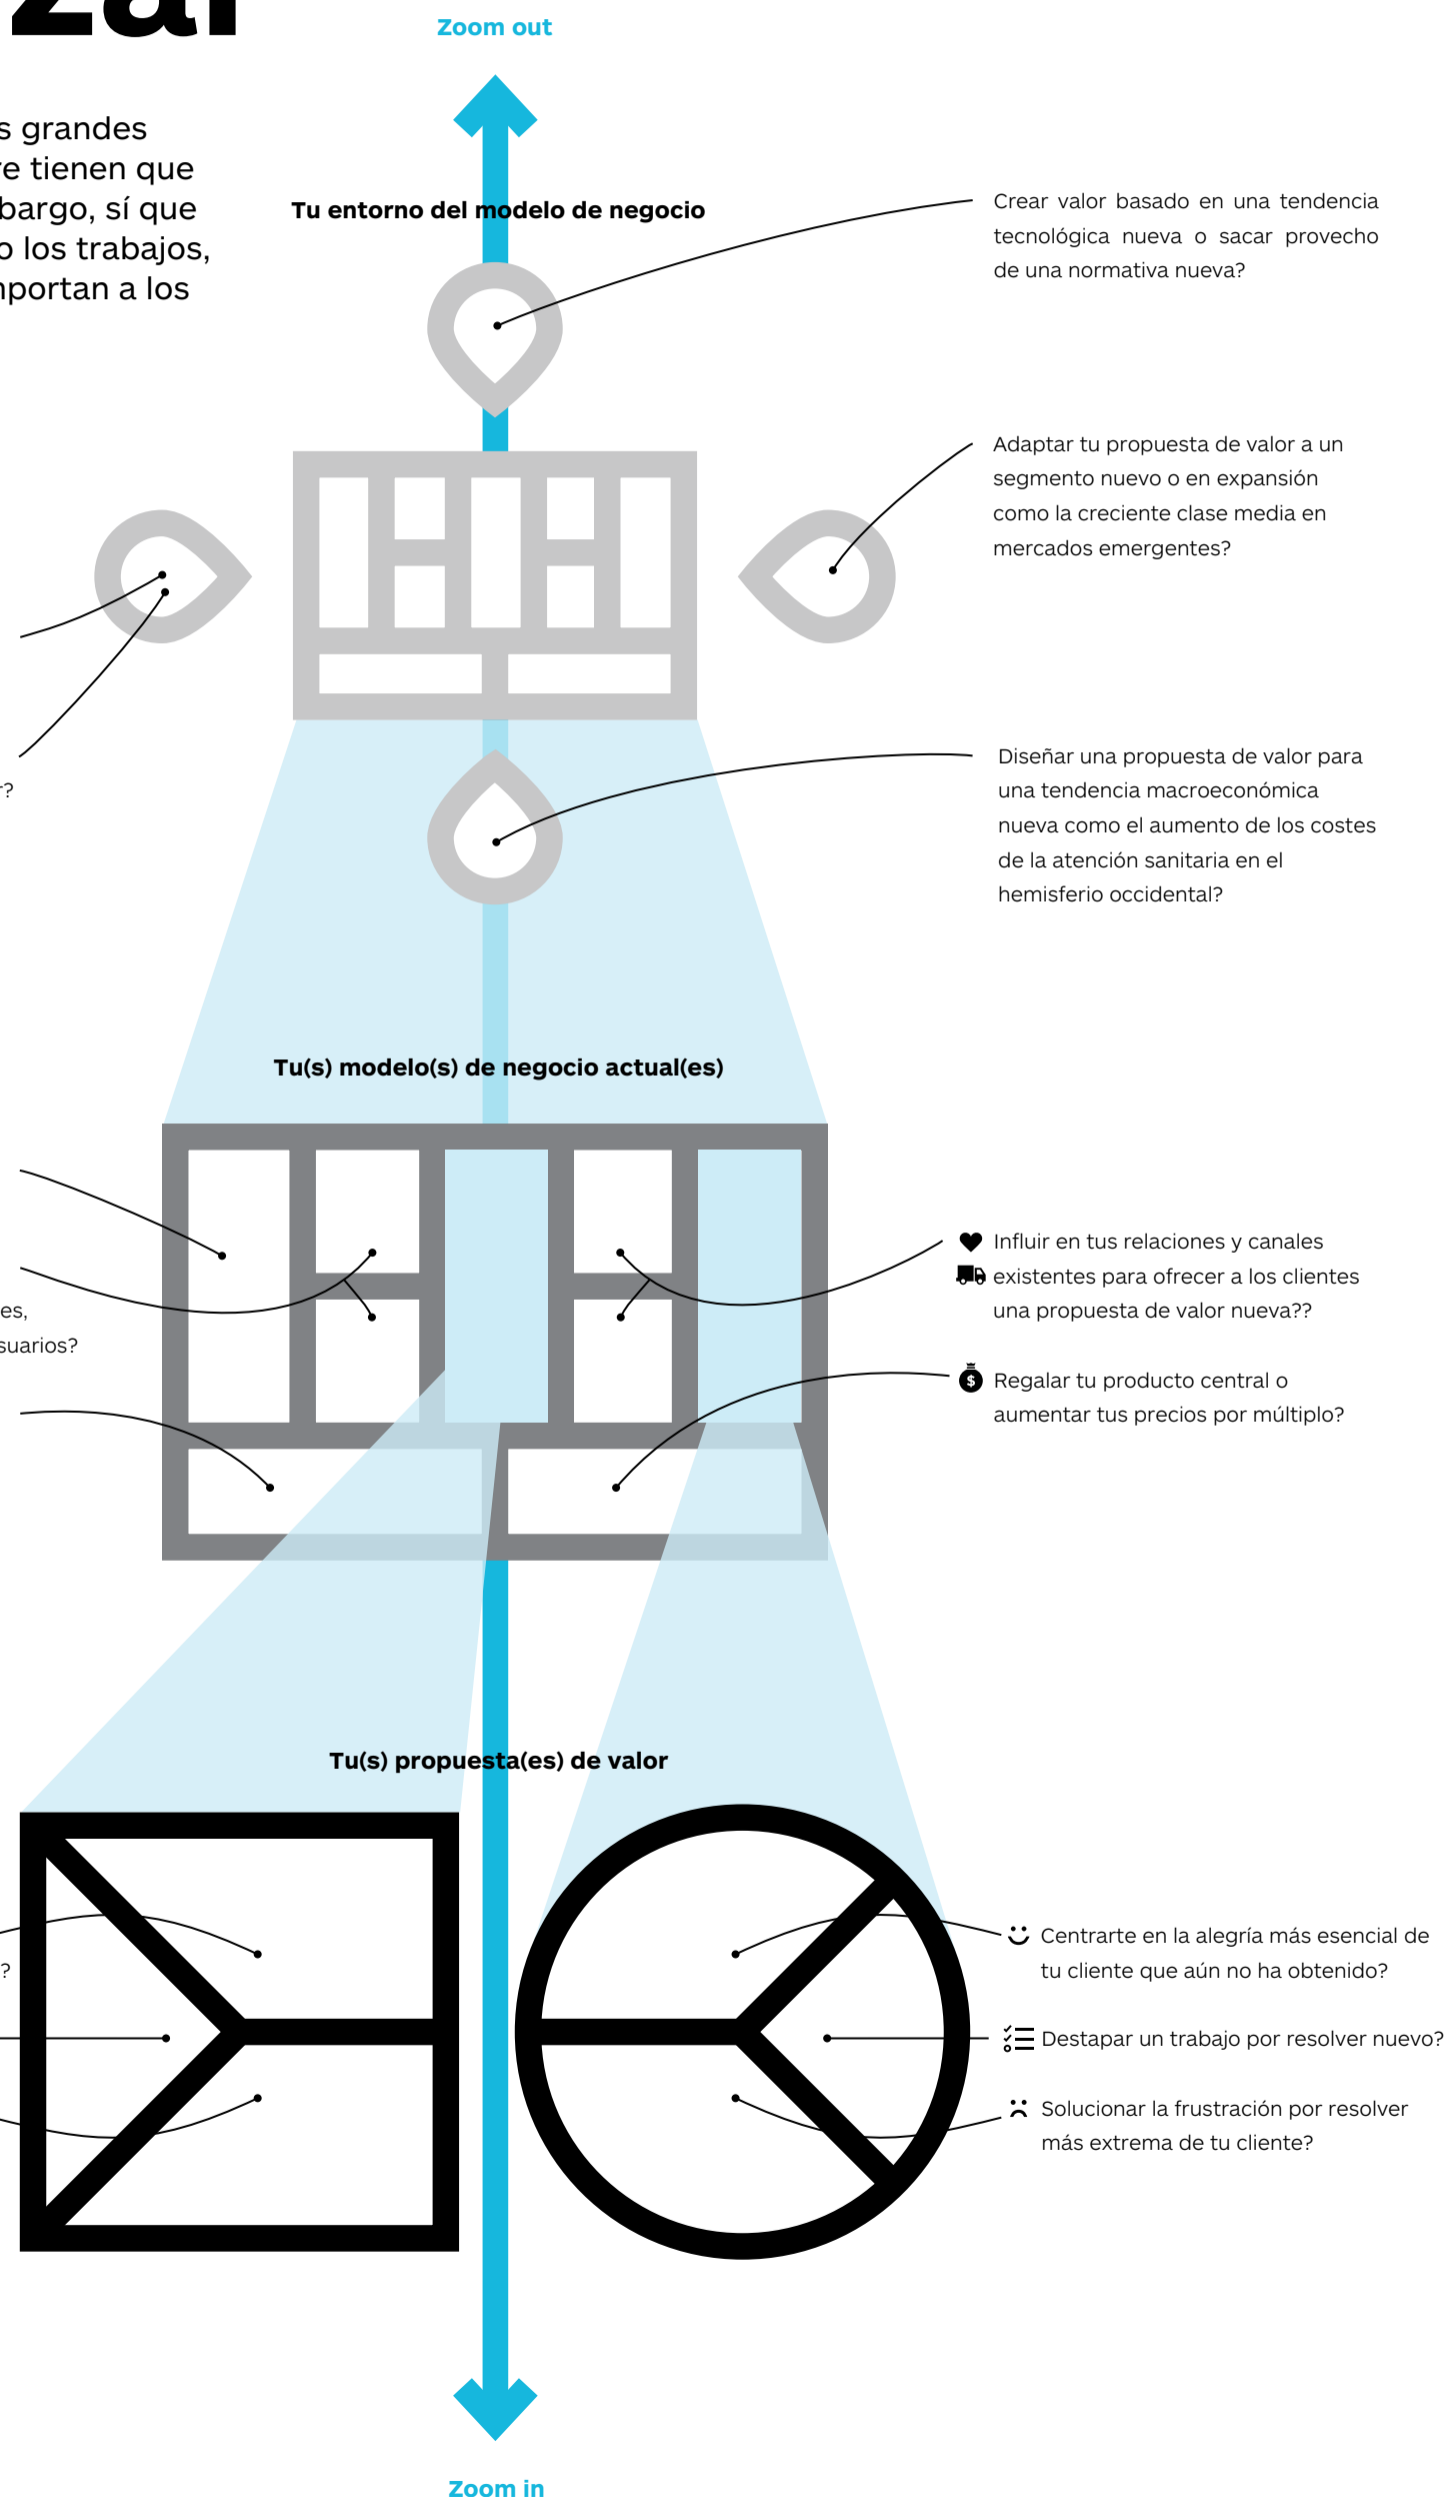 zar
Zoom out
s grandes
re tienen que
bargo, sí que
o los trabajos,
mportan a los
Tu entorno del modelo de negocio
Crear valor basado en una tendencia
tecnológica nueva o sacar provecho
de una normativa nueva?
Adaptar tu propuesta de valor a un
segmento nuevo o en expansión
como la creciente clase media en
mercados emergentes?
r?
Diseñar una propuesta de valor para
una tendencia macroeconómica
nueva como el aumento de los costes
de la atención sanitaria en el
hemisferio occidental?
Tu(s) modelo(s) de negocio actual(es)
es,
suarios?
Influir en tus relaciones y canales
existentes para ofrecer a los clientes
una propuesta de valor nueva??
$ Regalar tu producto central o
aumentar tus precios por múltiplo?
Tu(s) propuesta(es) de valor
?
Centrarte en la alegría más esencial de
tu cliente que aún no ha obtenido?
Destapar un trabajo por resolver nuevo?
Solucionar la frustración por resolver
más extrema de tu cliente?
Zoom in